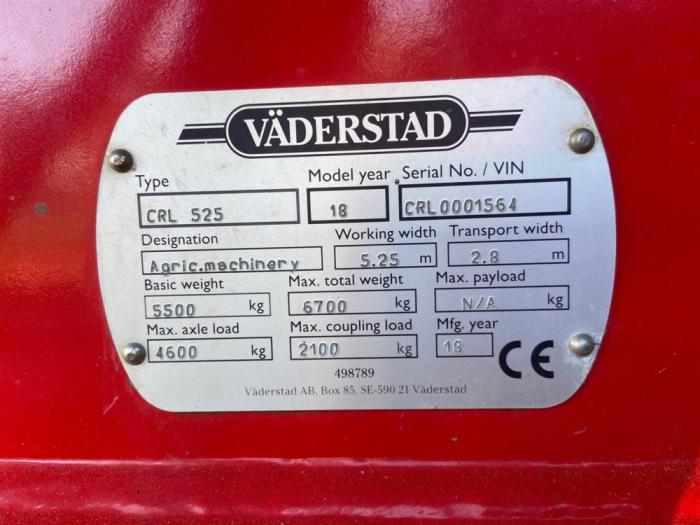 VÄDERSTAD
Type Model year Serial No. / VIN
CRL 525 18 CRL0001564
Designation Working width Transport width
Agric.machinery 5.25 m 2.8 m
Basic weight Max. total weight Max. payload
5500 kg 6700 kg N/A kg
Max. axle load Max. coupling load Mfg. year
4600 kg 2100 kg 18 CE
498789
Väderstad AB, Box 85, SE-590 21 Väderstad